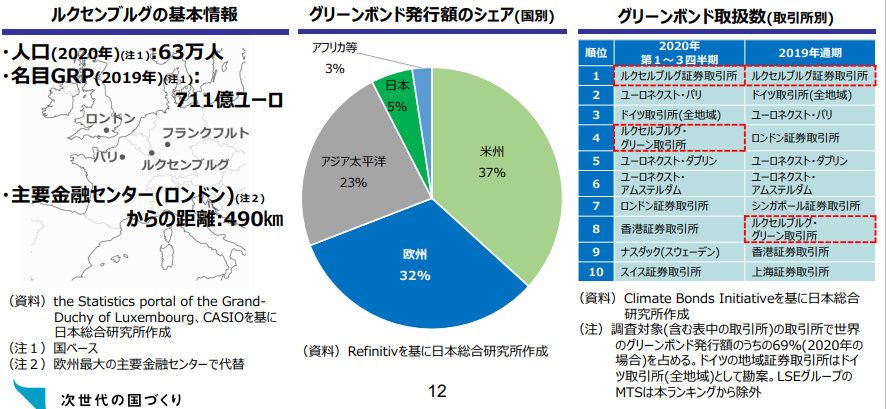 ルクセンブルグの基本情報
・人口(2020年)(注1):63万人
・名目GRP(2019年)(注1):
711億ユーロ
ロンドン
フランクフルト
パリ
ルクセンブルグ
・主要金融センター(ロンドン)(注2)
からの距離:490㎞
(資料) the Statistics portal of the Grand-
Duchy of Luxembourg、CASIOを基に
日本総合研究所作成
(注1)国ベース
(注2)欧州最大の主要金融センターで代替
次世代の国づくり
グリーンボンド発行額のシェア(国別)
アフリカ等
3%
日本
5%
アジア太平洋
23%
米州
37%
欧州
32%
(資料)Refinitivを基に日本総合研究所作成
12
グリーンボンド取扱数(取引所別)
順位 2020年 第1~3四半期 2019年通期
1 ルクセルブルグ証券取引所 ルクセルブルグ証券取引所
2 ユーロネクスト・パリ ドイツ取引所(全地域)
3 ドイツ取引所(全地域) ユーロネクスト・パリ
4 ルクセルブルグ・グリーン取引所 ロンドン証券取引所
5 ユーロネクスト・ダブリン ユーロネクスト・ダブリン
6 ユーロネクスト・アムステルダム ユーロネクスト・アムステルダム
7 ロンドン証券取引所 シンガポール証券取引所
8 香港証券取引所 ルクセルブルグ・グリーン取引所
9 ナスダック(スウェーデン) 香港証券取引所
10 スイス証券取引所 上海証券取引所
(資料)Climate Bonds Initiativeを基に日本総合
研究所作成
(注)調査対象(含む表中の取引所)の取引所で世界
のグリーンボンド発行額のうちの69%(2020年の
場合)を占める。ドイツの地域証券取引所はドイ
ツ取引所(全地域)として勘案。LSEグループの
MTSは本ランキングから除外